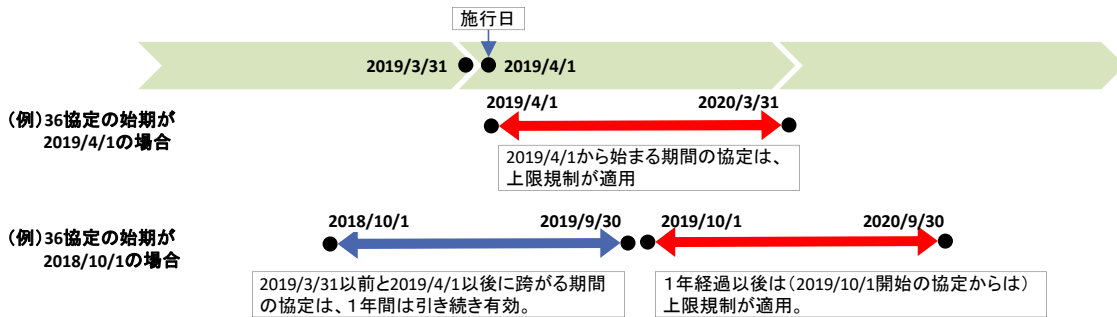 施行日
2019/3/31
2019/4/1
(例)36協定の始期が
2019/4/1の場合
2019/4/1
2020/3/31
2019/4/1から始まる期間の協定は、
上限規制が適用
(例)36協定の始期が
2018/10/1の場合
2018/10/1
2019/9/30
2019/10/1
2020/9/30
2019/3/31以前と2019/4/1以後に跨がる期間
の協定は、1年間は引き続き有効。
1年経過以後は(2019/10/1開始の協定からは)
上限規制が適用。